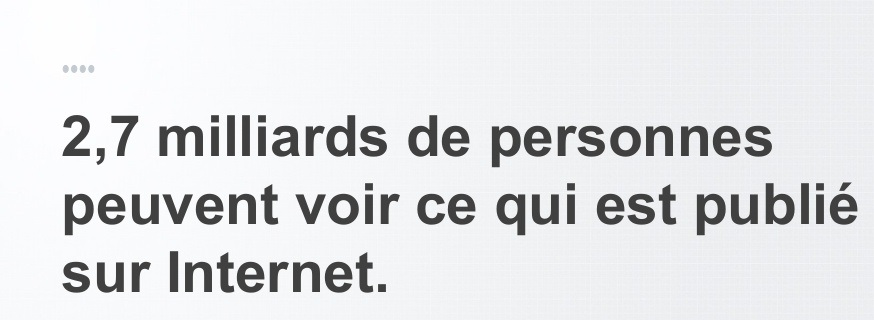 2,7 milliards de personnes
peuvent voir ce qui est publié
sur Internet.